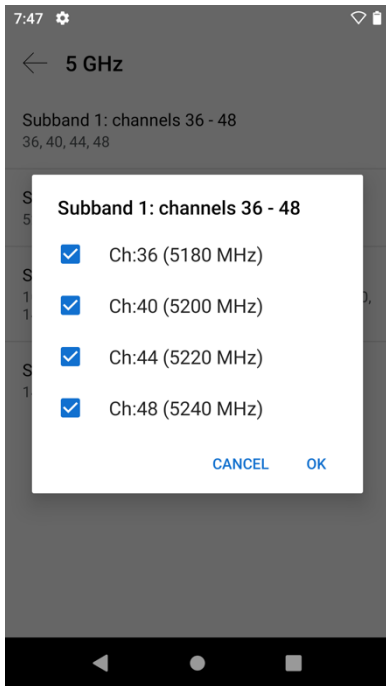 7:47
5 GHz
Subband 1: channels 36 - 48
36, 40, 44, 48
Subband 1: channels 36 - 48
Ch:36 (5180 MHz)
Ch:40 (5200 MHz)
Ch:44 (5220 MHz)
Ch:48 (5240 MHz)
CANCEL OK